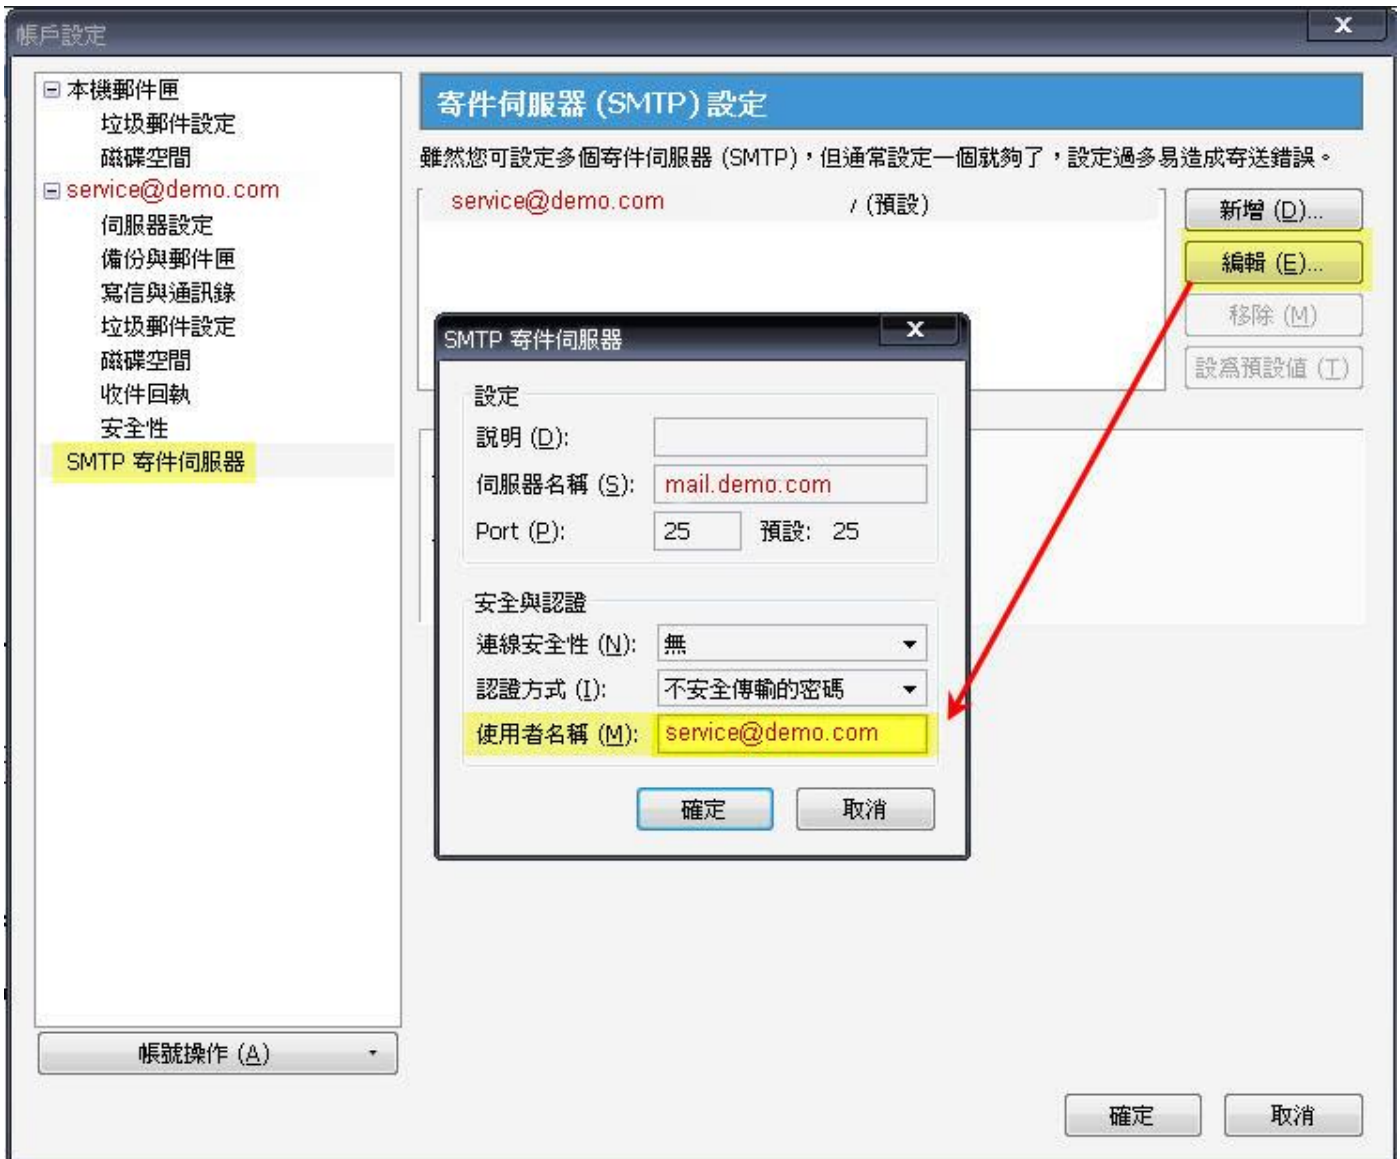 帳戶設定
X
本機郵件匣
垃圾郵件設定
磁碟空間
service@demo.com
伺服器設定
備份與郵件匣
寫信與通訊錄
垃圾郵件設定
磁碟空間
收件回執
安全性
SMTP 寄件伺服器
帳號操作 (A)
寄件伺服器 (SMTP) 設定
雖然您可設定多個寄件伺服器 (SMTP)，但通常設定一個就夠了，設定過多易造成寄送錯誤。
service@demo.com / (預設)
新增 (D)...
編輯 (E)...
移除 (M)
設為預設值 (T)
SMTP 寄件伺服器
X
設定
說明 (D):
伺服器名稱 (S): mail.demo.com
Port (P): 25 預設: 25
安全與認證
連線安全性 (N): 無
認證方式 (I): 不安全傳輸的密碼
使用者名稱 (M): service@demo.com
確定 取消
確定 取消